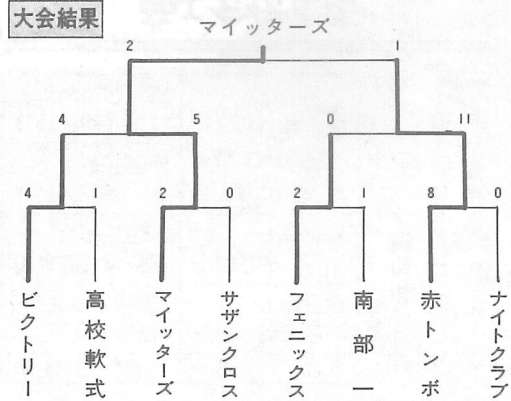 大会結果
マイッターズ
2 1
4 5 0 11
4 1 2 0 2 1 8 0
ビクトリー
高校軟式
マイッターズ
サザンクロス
フェニックス
南部一
赤トンボ
ナイトクラブ